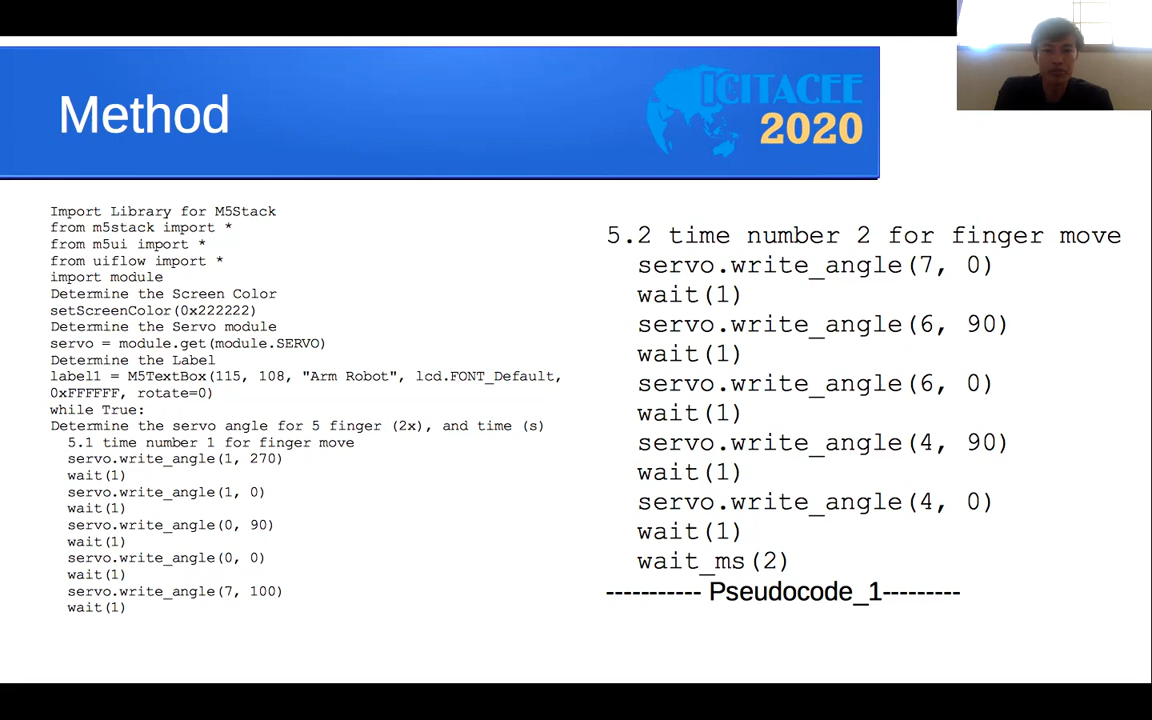 Method
ICITACEE
2020
Import Library for M5Stack
from m5stack import *
from m5ui import *
from uiflow import *
import module
Determine the Screen Color
setScreenColor(0x222222)
Determine the Servo module
servo = module.get(module.SERVO)
Determine the Label
label1 = M5TextBox(115, 108, "Arm Robot", lcd.FONT_Default,
0xFFFFFF, rotate=0)
while True:
Determine the servo angle for 5 finger (2x), and time (s)
5.1 time number 1 for finger move
servo.write_angle(1, 270)
wait(1)
servo.write_angle(1, 0)
wait(1)
servo.write_angle(0, 90)
wait(1)
servo.write_angle(0, 0)
wait(1)
servo.write_angle(7, 100)
wait(1)
5.2 time number 2 for finger move
servo.write_angle(7, 0)
wait(1)
servo.write_angle(6, 90)
wait(1)
servo.write_angle(6, 0)
wait(1)
servo.write_angle(4, 90)
wait(1)
servo.write_angle(4, 0)
wait(1)
wait_ms(2)
----------- Pseudocode_1---------